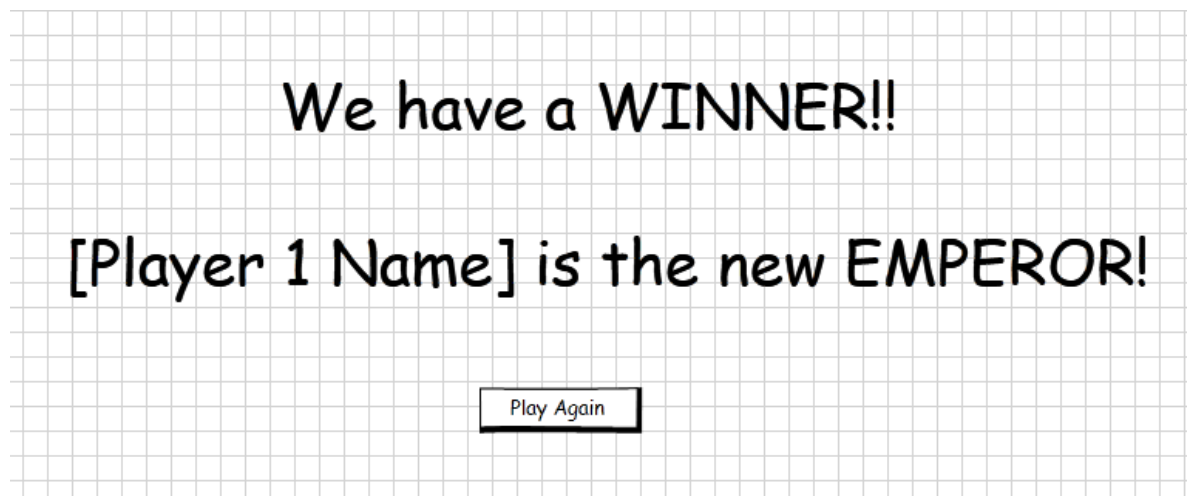 We have a WINNER!!
[Player 1 Name] is the new EMPEROR!
Play Again